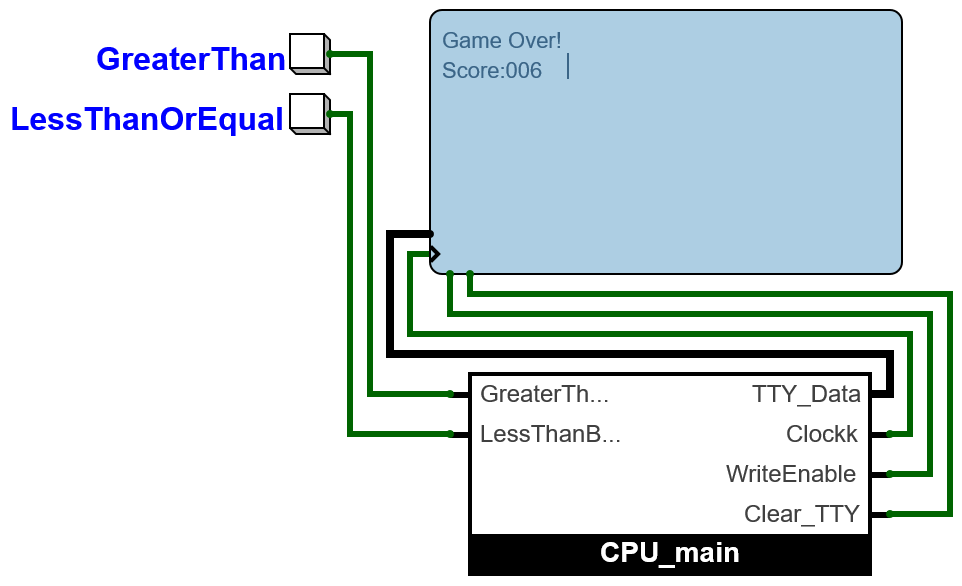 GreaterThan
LessThanOrEqual
Game Over!
Score:006
GreaterTh...
LessThanB...
TTY_Data
Clockk
WriteEnable
Clear_TTY
CPU_main